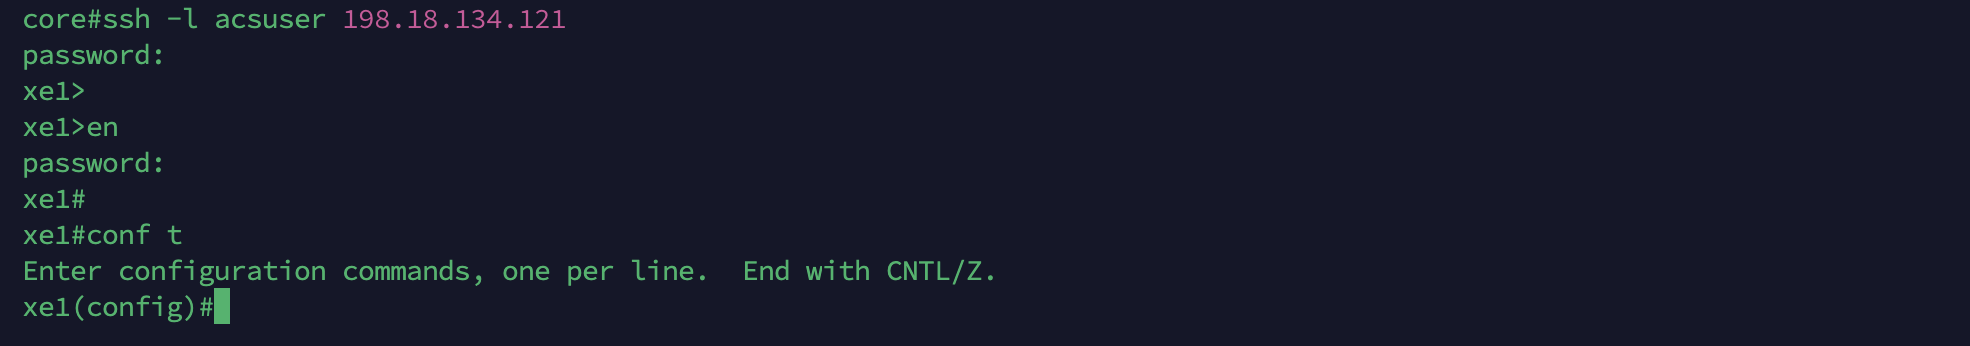 core#ssh -l acsuser 198.18.134.121
password:
xe1>
xe1>en
password:
xe1#
xe1#conf t
Enter configuration commands, one per line.  End with CNTL/Z.
xe1(config)#